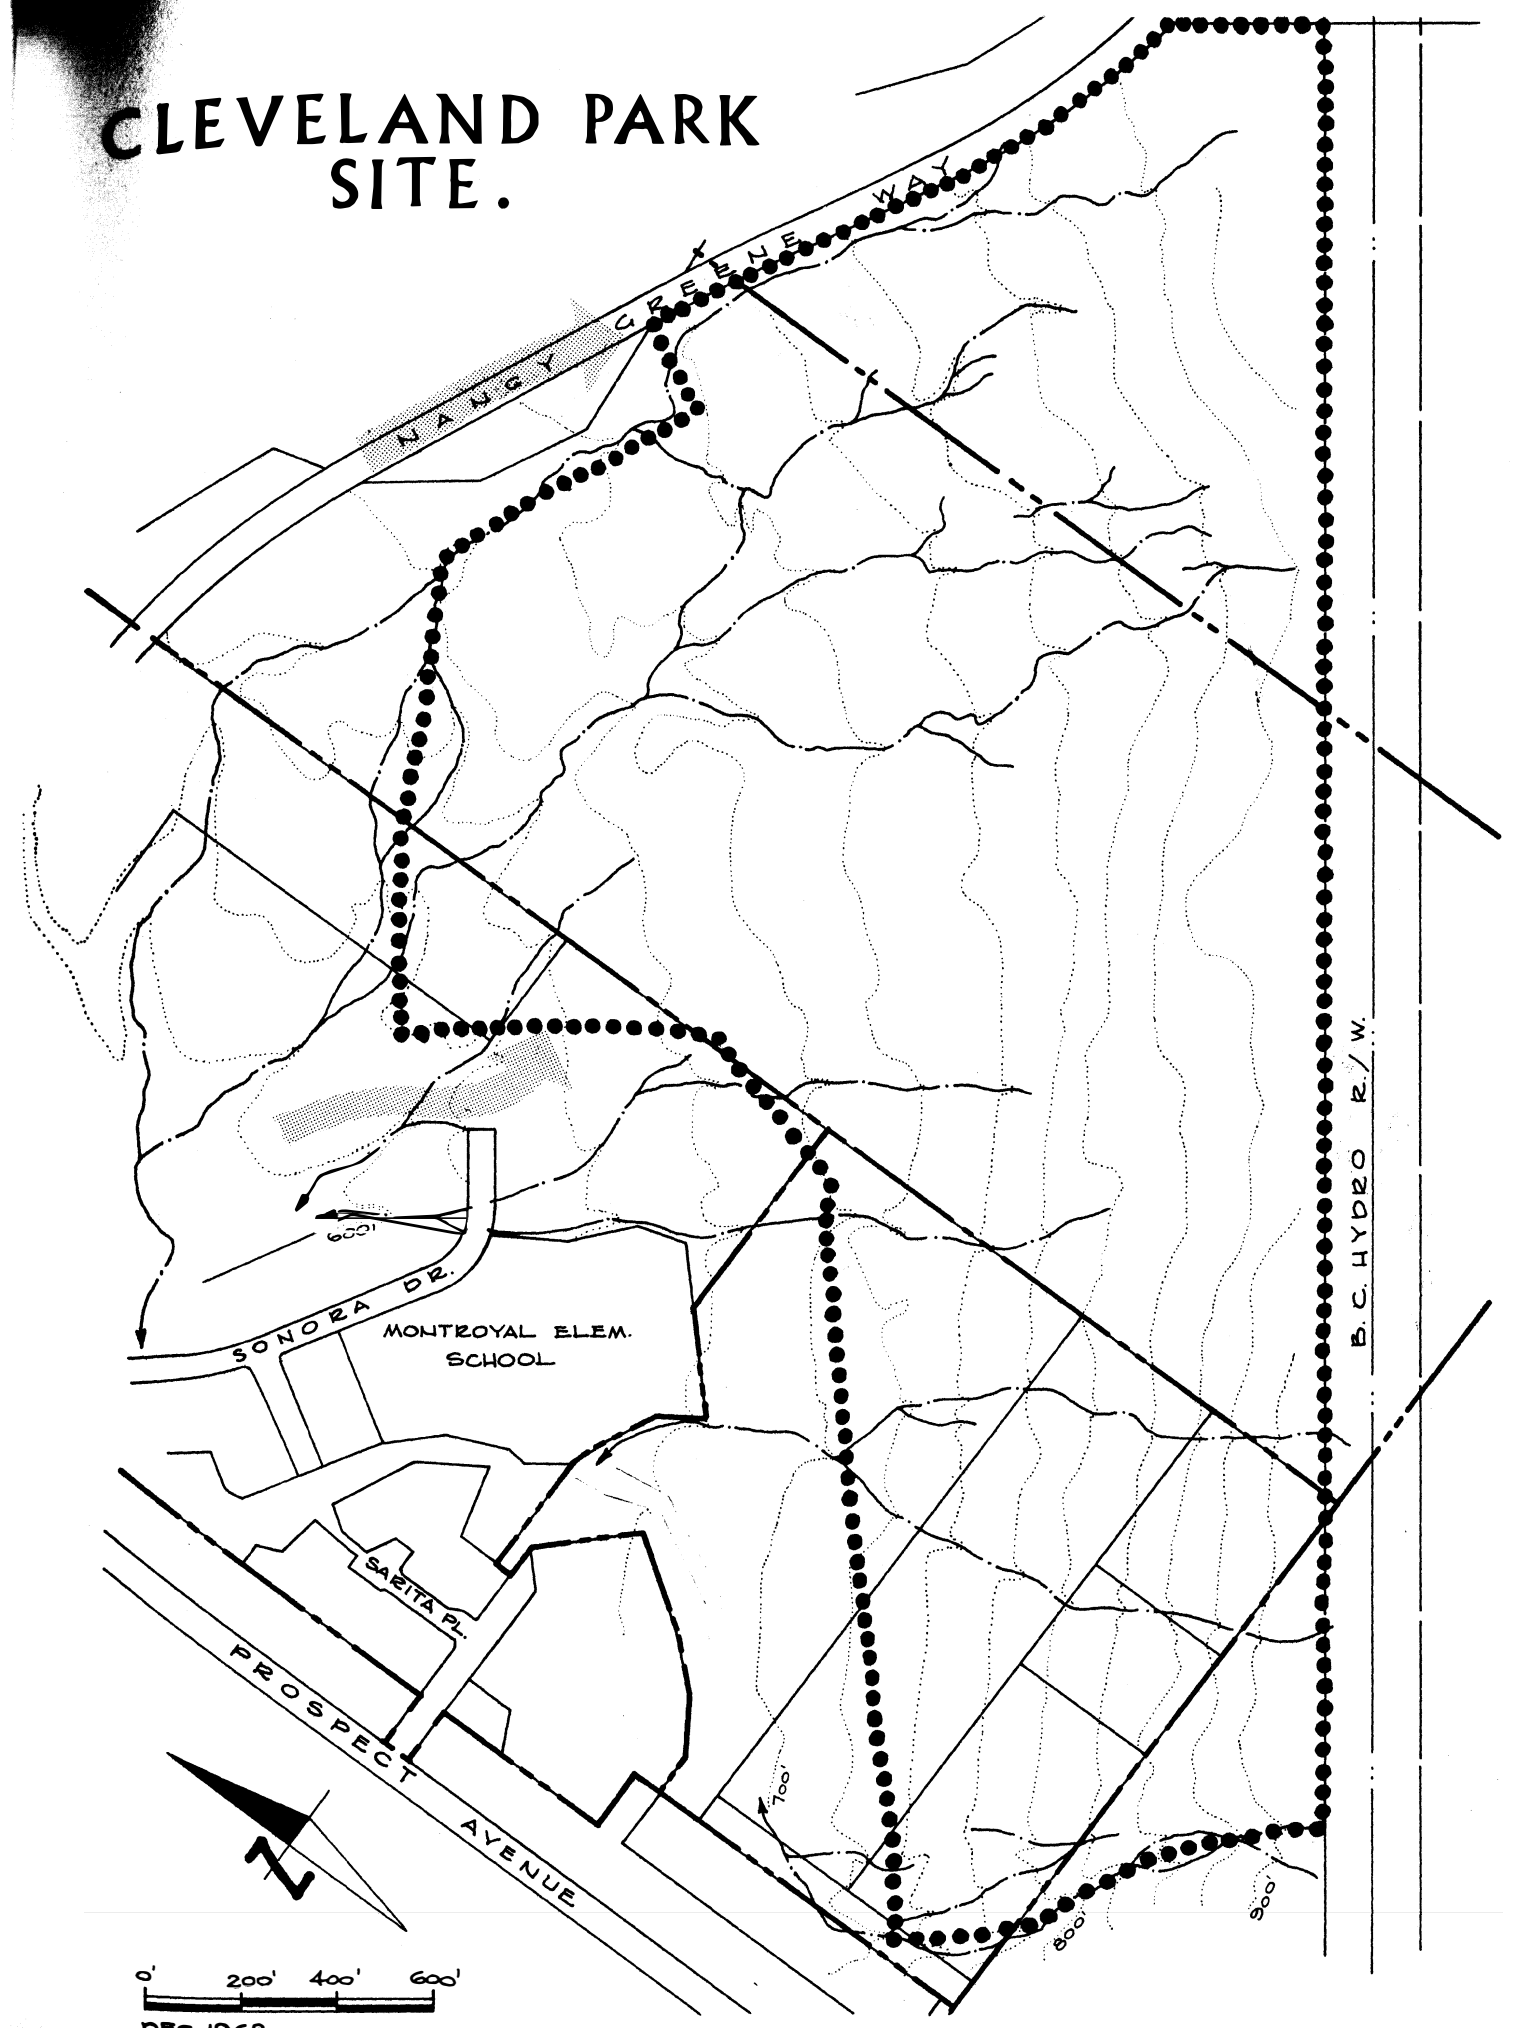 CLEVELAND PARK
SITE.
NANCY GREENE WAY
B. C. HYDRO R/W.
600'
SONORA DR.
MONTROYAL ELEM.
SCHOOL
SARITA PL.
PROSPECT AVENUE
700'
800'
900'
N
0' 200' 400' 600'